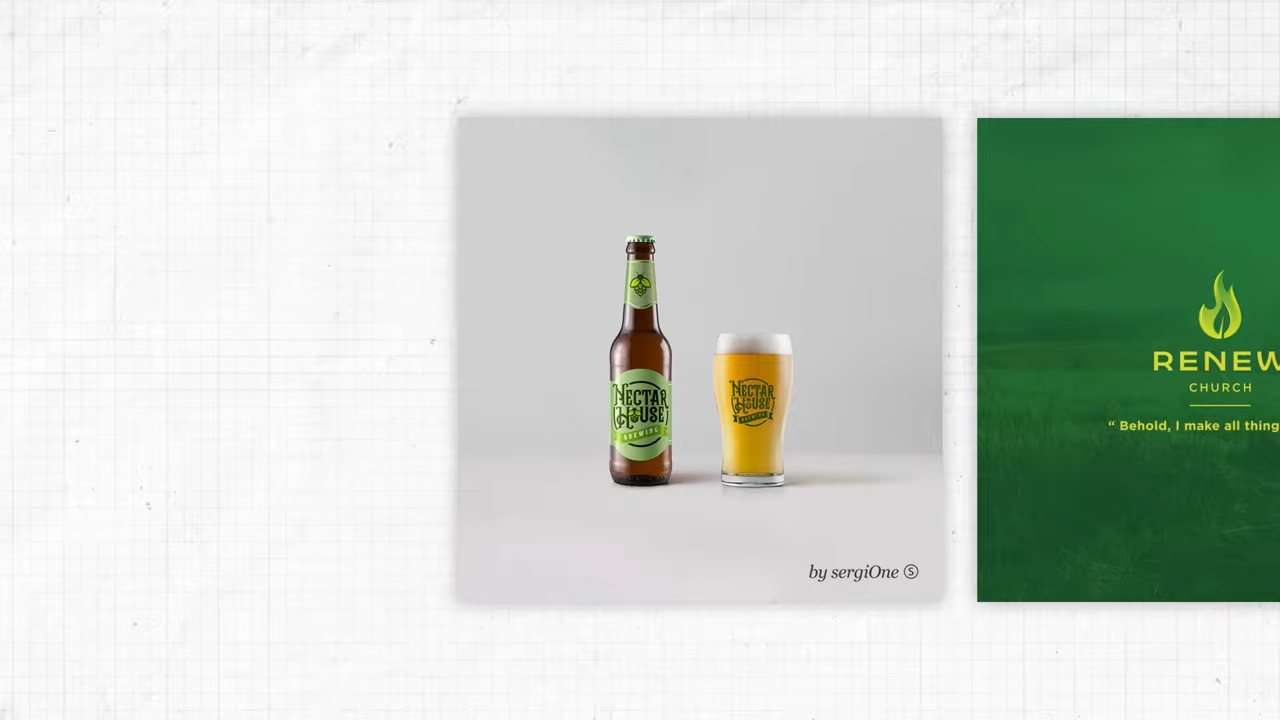 NECTAR
HOUSE
BREWING
NECTAR
HOUSE
BREWING
by sergiOne S
RENEW
CHURCH
“ Behold, I make all thing